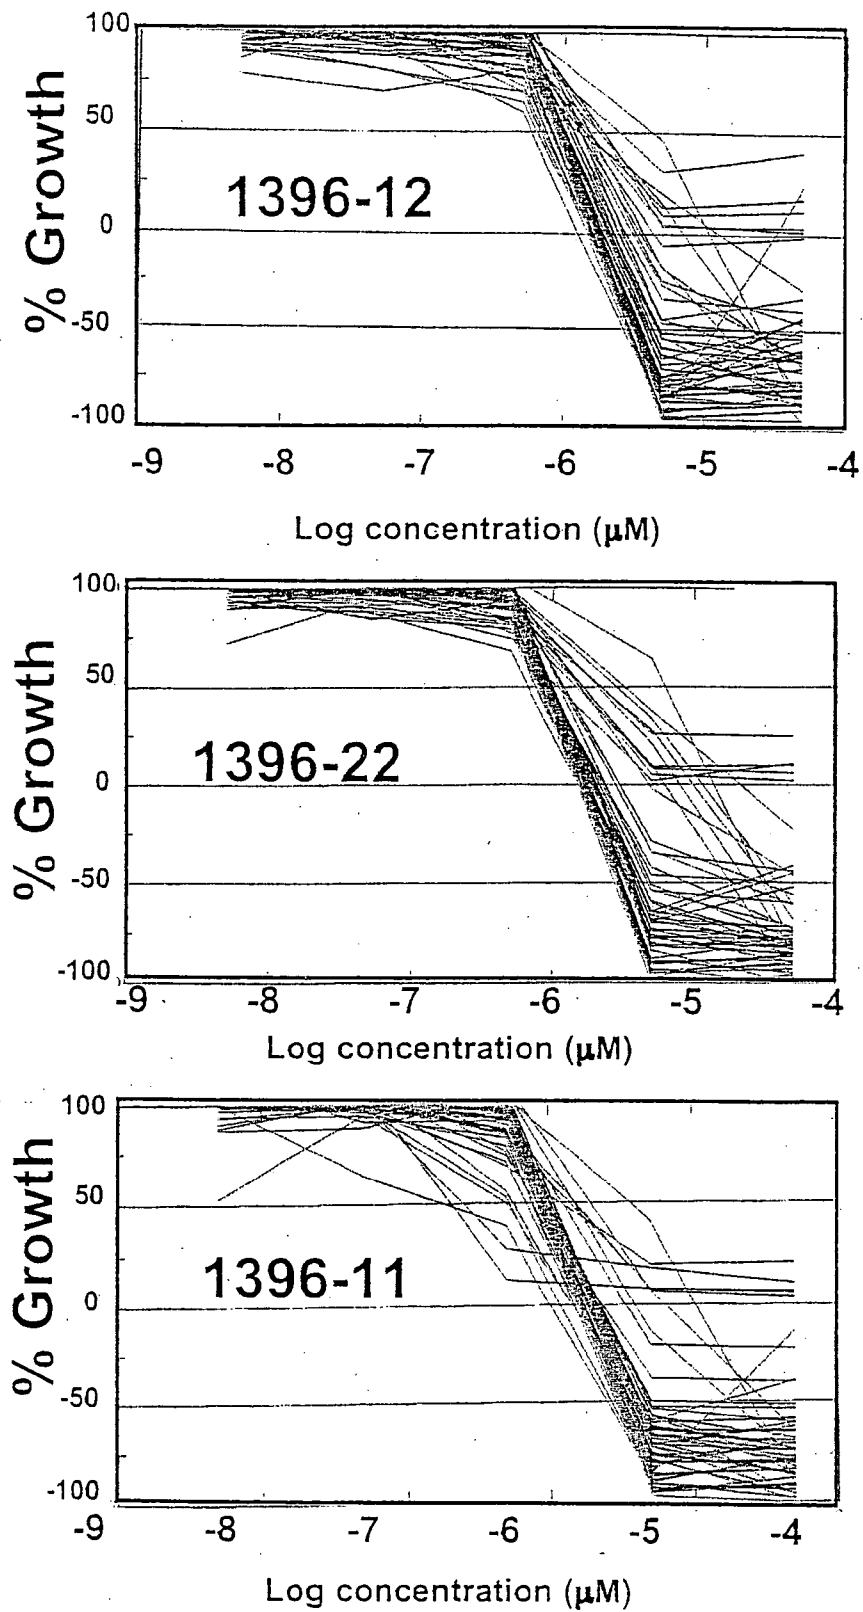 100
50
0
-50
-100
% Growth
1396-12
-9 -8 -7 -6 -5 -4
Log concentration (μM)
100
50
0
-50
-100
% Growth
1396-22
-9 -8 -7 -6 -5 -4
Log concentration (μM)
100
50
0
-50
-100
% Growth
1396-11
-9 -8 -7 -6 -5 -4
Log concentration (μM)